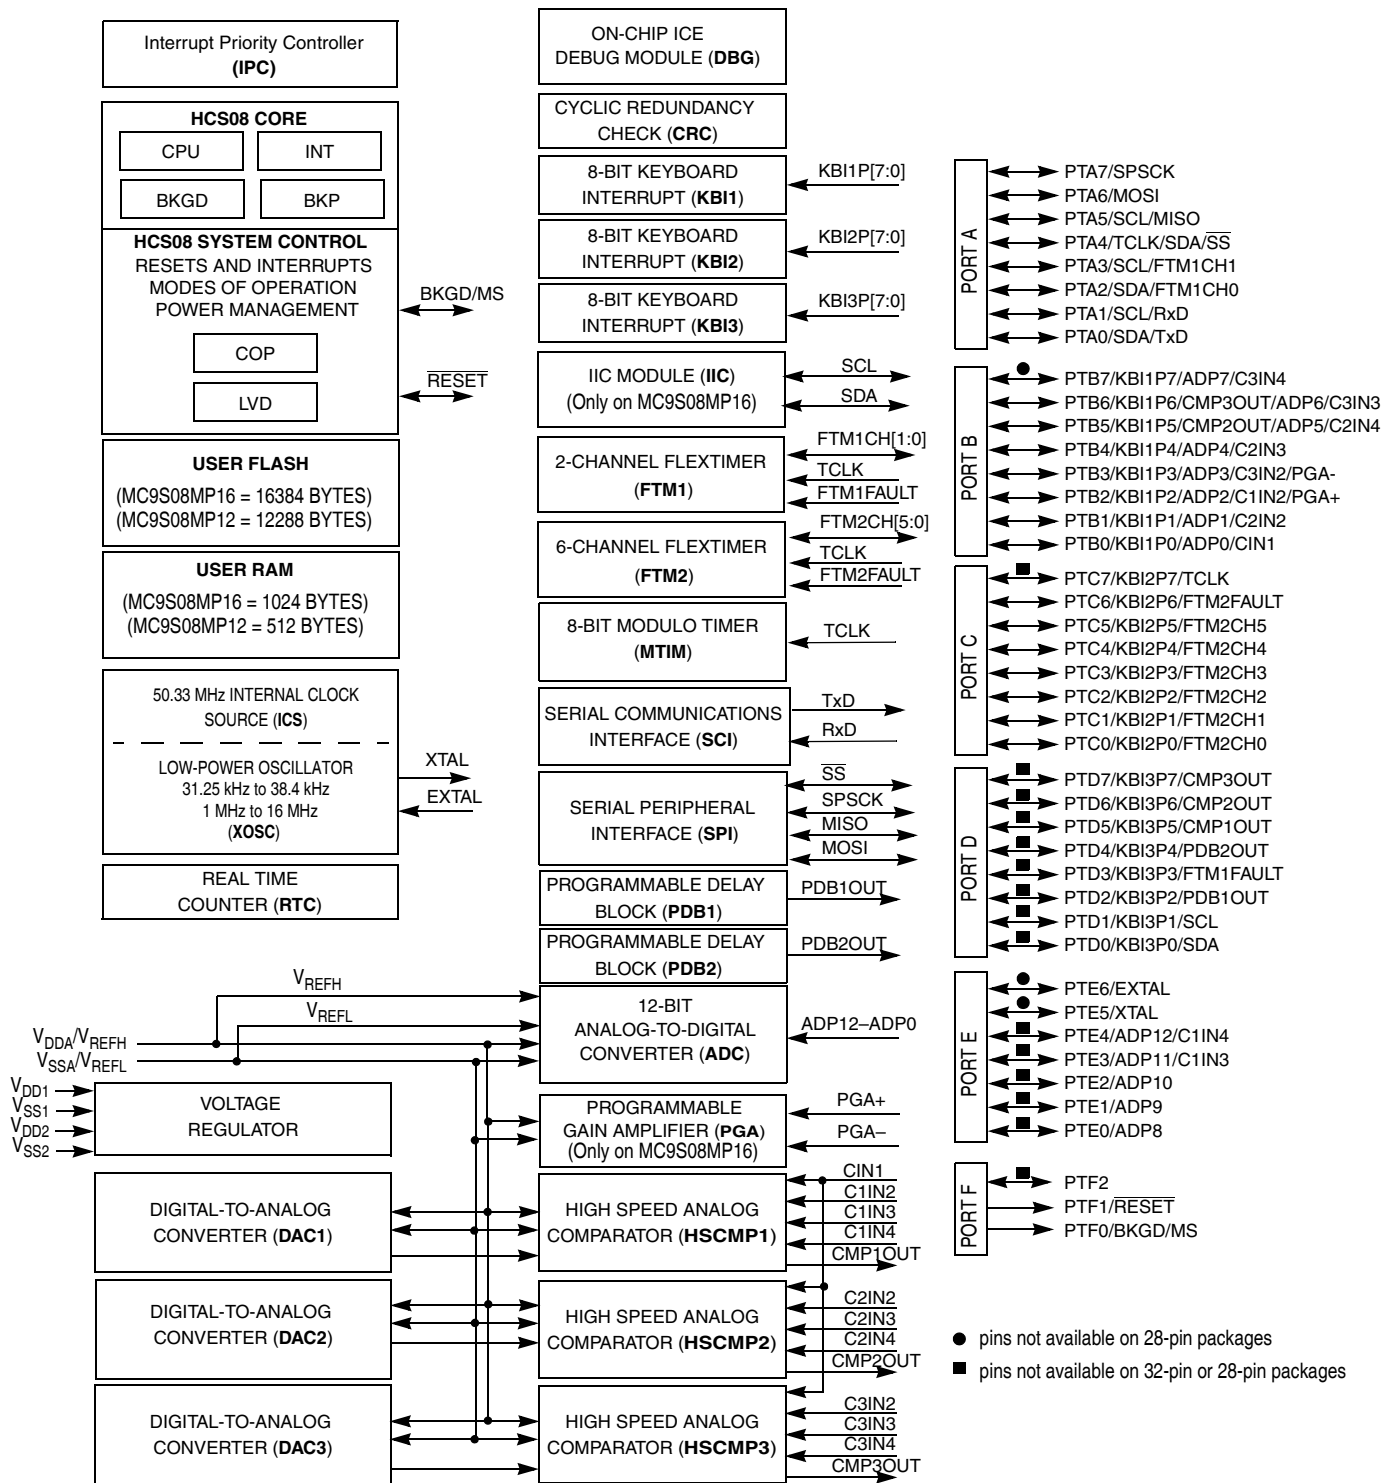 Interrupt Priority Controller
(IPC)
HCS08 CORE
CPU
INT
BKGD
BKP
HCS08 SYSTEM CONTROL
RESETS AND INTERRUPTS
MODES OF OPERATION
POWER MANAGEMENT
COP
LVD
BKGD/MS
RESET
USER FLASH
(MC9S08MP16 = 16384 BYTES)
(MC9S08MP12 = 12288 BYTES)
USER RAM
(MC9S08MP16 = 1024 BYTES)
(MC9S08MP12 = 512 BYTES)
50.33 MHz INTERNAL CLOCK
SOURCE (ICS)
LOW-POWER OSCILLATOR
31.25 kHz to 38.4 kHz
1 MHz to 16 MHz
(XOSC)
XTAL
EXTAL
REAL TIME
COUNTER (RTC)
VREFH
VREFL
VDDA/VREFH
VSSA/VREFL
VDD1
VSS1
VDD2
VSS2
VOLTAGE
REGULATOR
DIGITAL-TO-ANALOG
CONVERTER (DAC1)
DIGITAL-TO-ANALOG
CONVERTER (DAC2)
DIGITAL-TO-ANALOG
CONVERTER (DAC3)
ON-CHIP ICE
DEBUG MODULE (DBG)
CYCLIC REDUNDANCY
CHECK (CRC)
8-BIT KEYBOARD
INTERRUPT (KBI1)
KBI1P[7:0]
8-BIT KEYBOARD
INTERRUPT (KBI2)
KBI2P[7:0]
8-BIT KEYBOARD
INTERRUPT (KBI3)
KBI3P[7:0]
IIC MODULE (IIC)
(Only on MC9S08MP16)
SCL
SDA
2-CHANNEL FLEXTIMER
(FTM1)
FTM1CH[1:0]
TCLK
FTM1FAULT
6-CHANNEL FLEXTIMER
(FTM2)
FTM2CH[5:0]
TCLK
FTM2FAULT
8-BIT MODULO TIMER
(MTIM)
TCLK
SERIAL COMMUNICATIONS
INTERFACE (SCI)
TxD
RxD
SERIAL PERIPHERAL
INTERFACE (SPI)
SS
SPSCK
MISO
MOSI
PROGRAMMABLE DELAY
BLOCK (PDB1)
PDB1OUT
PROGRAMMABLE DELAY
BLOCK (PDB2)
PDB2OUT
12-BIT
ANALOG-TO-DIGITAL
CONVERTER (ADC)
ADP12–ADP0
PROGRAMMABLE
GAIN AMPLIFIER (PGA)
(Only on MC9S08MP16)
PGA+
PGA–
HIGH SPEED ANALOG
COMPARATOR (HSCMP1)
CIN1
C1IN2
C1IN3
C1IN4
CMP1OUT
HIGH SPEED ANALOG
COMPARATOR (HSCMP2)
C2IN2
C2IN3
C2IN4
CMP2OUT
HIGH SPEED ANALOG
COMPARATOR (HSCMP3)
C3IN2
C3IN3
C3IN4
CMP3OUT
PORT A
PTA7/SPSCK
PTA6/MOSI
PTA5/SCL/MISO
PTA4/TCLK/SDA/SS
PTA3/SCL/FTM1CH1
PTA2/SDA/FTM1CH0
PTA1/SCL/RxD
PTA0/SDA/TxD
PORT B
PTB7/KBI1P7/ADP7/C3IN4
PTB6/KBI1P6/CMP3OUT/ADP6/C3IN3
PTB5/KBI1P5/CMP2OUT/ADP5/C2IN4
PTB4/KBI1P4/ADP4/C2IN3
PTB3/KBI1P3/ADP3/C3IN2/PGA-
PTB2/KBI1P2/ADP2/C1IN2/PGA+
PTB1/KBI1P1/ADP1/C2IN2
PTB0/KBI1P0/ADP0/CIN1
PORT C
PTC7/KBI2P7/TCLK
PTC6/KBI2P6/FTM2FAULT
PTC5/KBI2P5/FTM2CH5
PTC4/KBI2P4/FTM2CH4
PTC3/KBI2P3/FTM2CH3
PTC2/KBI2P2/FTM2CH2
PTC1/KBI2P1/FTM2CH1
PTC0/KBI2P0/FTM2CH0
PORT D
PTD7/KBI3P7/CMP3OUT
PTD6/KBI3P6/CMP2OUT
PTD5/KBI3P5/CMP1OUT
PTD4/KBI3P4/PDB2OUT
PTD3/KBI3P3/FTM1FAULT
PTD2/KBI3P2/PDB1OUT
PTD1/KBI3P1/SCL
PTD0/KBI3P0/SDA
PORT E
PTE6/EXTAL
PTE5/XTAL
PTE4/ADP12/C1IN4
PTE3/ADP11/C1IN3
PTE2/ADP10
PTE1/ADP9
PTE0/ADP8
PORT F
PTF2
PTF1/RESET
PTF0/BKGD/MS
pins not available on 28-pin packages
pins not available on 32-pin or 28-pin packages